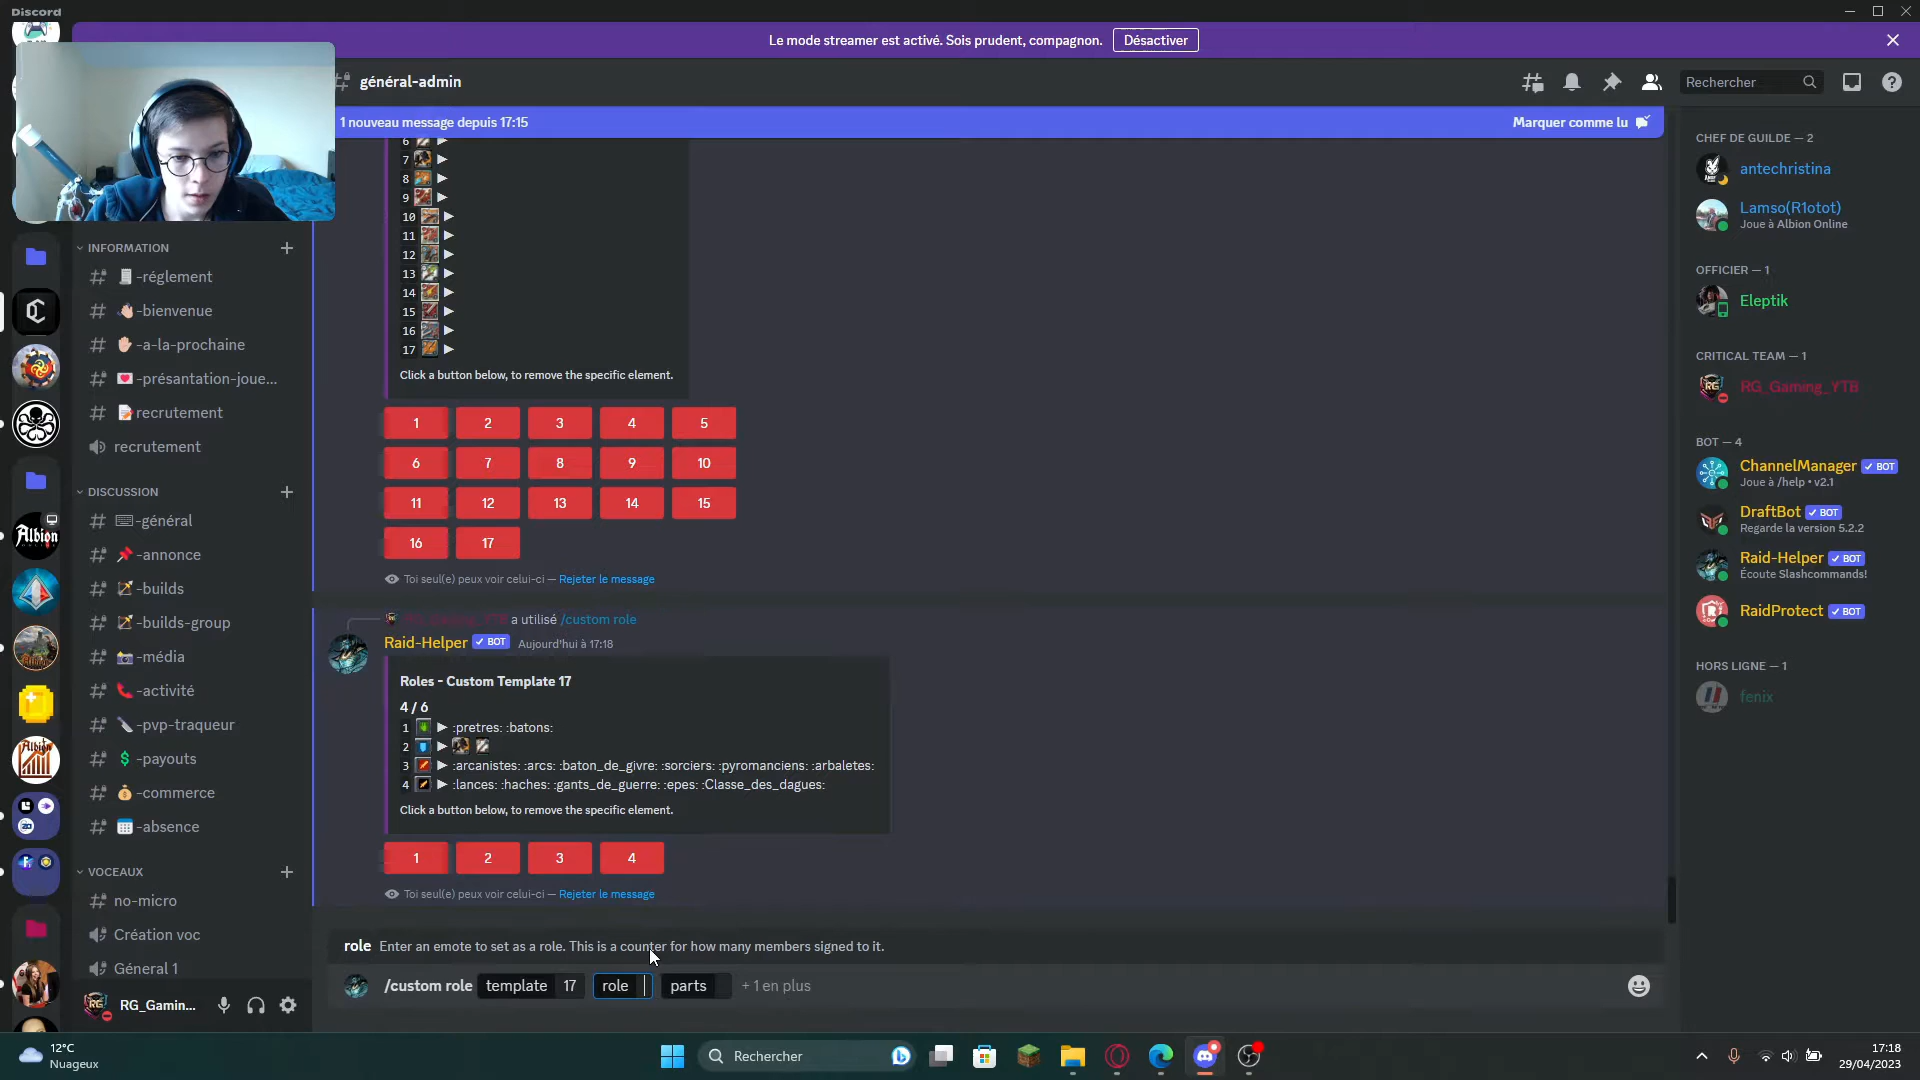 Discord
Le mode streamer est activé. Sois prudent, compagnon. Désactiver
général-admin
Rechercher
1 nouveau message depuis 17:15
Marquer comme lu
6
7
8
9
10
11
12
13
14
15
16
17
Click a button below, to remove the specific element.
1 2 3 4 5
6 7 8 9 10
11 12 13 14 15
16 17
Toi seul(e) peux voir celui-ci — Rejeter le message
RG_Gaming_YTB a utilisé /custom role
Raid-Helper BOT Aujourd'hui à 17:18
Roles - Custom Template 17
4 / 6
1 :pretres: :batons:
2
3 :arcanistes: :arcs: :baton_de_givre: :sorciers: :pyromanciens: :arbaletes:
4 :lances: :haches: :gants_de_guerre: :epes: :Classe_des_dagues:
Click a button below, to remove the specific element.
1 2 3 4
Toi seul(e) peux voir celui-ci — Rejeter le message
role Enter an emote to set as a role. This is a counter for how many members signed to it.
/custom role template 17 role parts + 1 en plus
INFORMATION
-réglement
-bienvenue
-a-la-prochaine
-présantation-joue...
recrutement
recrutement
DISCUSSION
-général
-annonce
-builds
-builds-group
-média
-activité
-pvp-traqueur
-payouts
-commerce
-absence
VOCEAUX
no-micro
Création voc
Géneral 1
RG_Gamin...
CHEF DE GUILDE — 2
antechristina
Lamso(R1otot)
Joue à Albion Online
OFFICIER — 1
Eleptik
CRITICAL TEAM — 1
RG_Gaming_YTB
BOT — 4
ChannelManager BOT
Joue à /help • v2.1
DraftBot BOT
Regarde la version 5.2.2
Raid-Helper BOT
Écoute Slashcommands!
RaidProtect BOT
HORS LIGNE — 1
fenix
12°C
Nuageux
Rechercher
17:18
29/04/2023